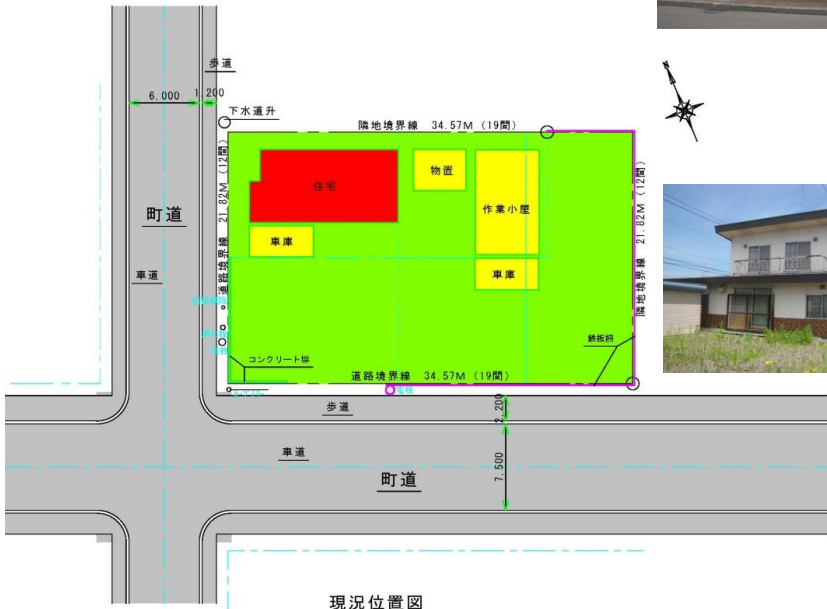 歩道
6,000
1,200
下水道升
N
隣地境界線 34.57M (19間)
道路境界線 21.82M (12間)
住宅
物置
作業小屋
車庫
車庫
隣地境界線 21.82M (12間)
町道
車道
電柱
コンクリート塀
鉄板柵
道路境界線 34.57M (19間)
電柱
歩道
2,200
車道
7,500
町道
現況位置図